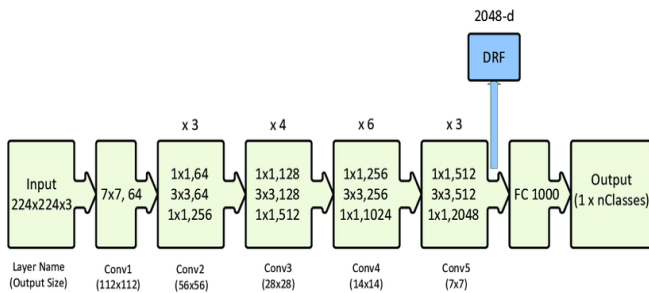 2048-d
DRF
x 3
x 4
x 6
x 3
Input
224x224x3
7x7, 64
1x1,64
3x3,64
1x1,256
1x1,128
3x3,128
1x1,512
1x1,256
3x3,256
1x1,1024
1x1,512
3x3,512
1x1,2048
FC 1000
Output
(1 x nClasses)
Layer Name
(Output Size)
Conv1
(112x112)
Conv2
(56x56)
Conv3
(28x28)
Conv4
(14x14)
Conv5
(7x7)